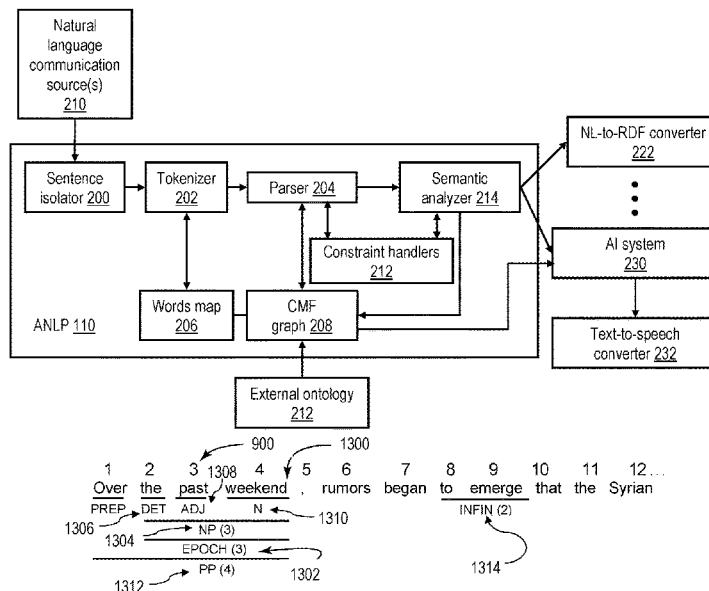 Natural
language
communication
source(s)
210
NL-to-RDF converter
222
Sentence
isolator 200
Tokenizer
202
Parser 204
Semantic
analyzer 214
Constraint handlers
212
AI system
230
Words map
206
CMF
graph 208
ANLP 110
Text-to-speech
converter 232
External ontology
212
900
1300
1 2 3 1308 4 5 6 7 8 9 10 11 12...
Over the past weekend , rumors began to emerge that the Syrian
PREP DET ADJ N INFIN (2)
1306 1310
1304 NP (3)
EPOCH (3)
1312 PP (4) 1302 1314